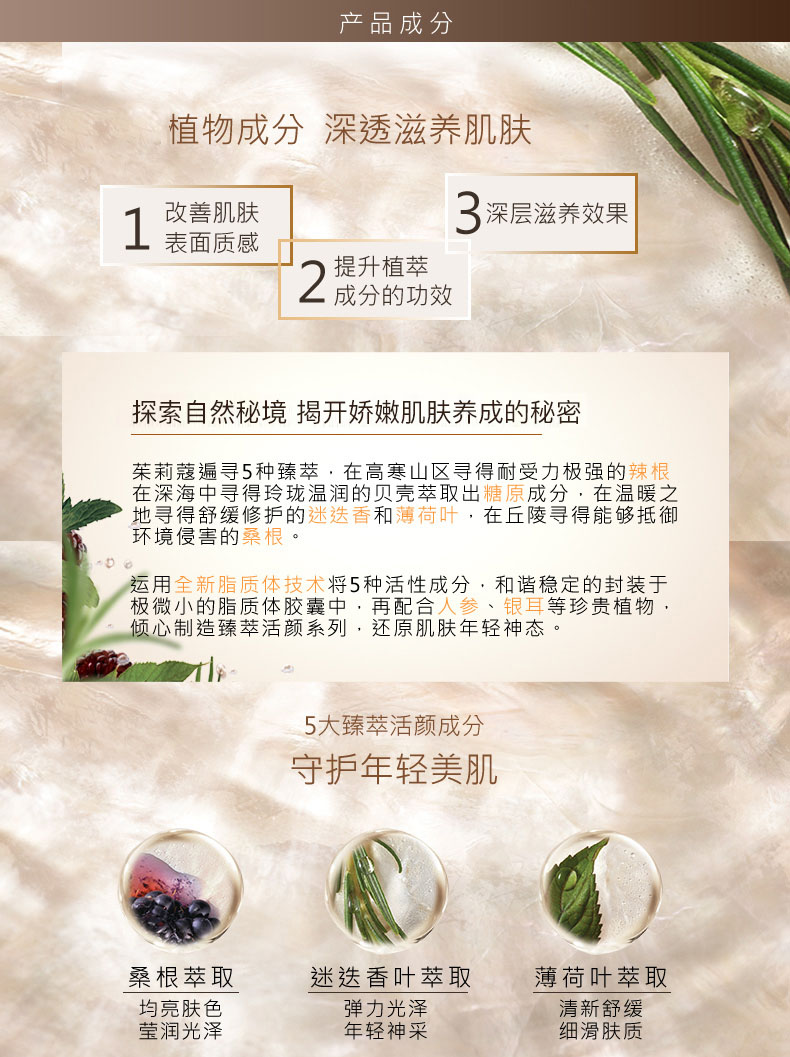 产品成分
植物成分 深透滋养肌肤
1 改善肌肤
表面质感
2 提升植萃
成分的功效
3 深层滋养效果
探索自然秘境 揭开娇嫩肌肤养成的秘密
茱莉蔻遍寻5种臻萃，在高寒山区寻得耐受力极强的辣根
在深海中寻得玲珑温润的贝壳萃取出糖原成分，在温暖之
地寻得舒缓修护的迷迭香和薄荷叶，在丘陵寻得能够抵御
环境侵害的桑根。
运用全新脂质体技术将5种活性成分，和谐稳定的封装于
极微小的脂质体胶囊中，再配合人参、银耳等珍贵植物，
倾心制造臻萃活颜系列，还原肌肤年轻神态。
5大臻萃活颜成分
守护年轻美肌
桑根萃取
均亮肤色
莹润光泽
迷迭香叶萃取
弹力光泽
年轻神采
薄荷叶萃取
清新舒缓
细滑肤质